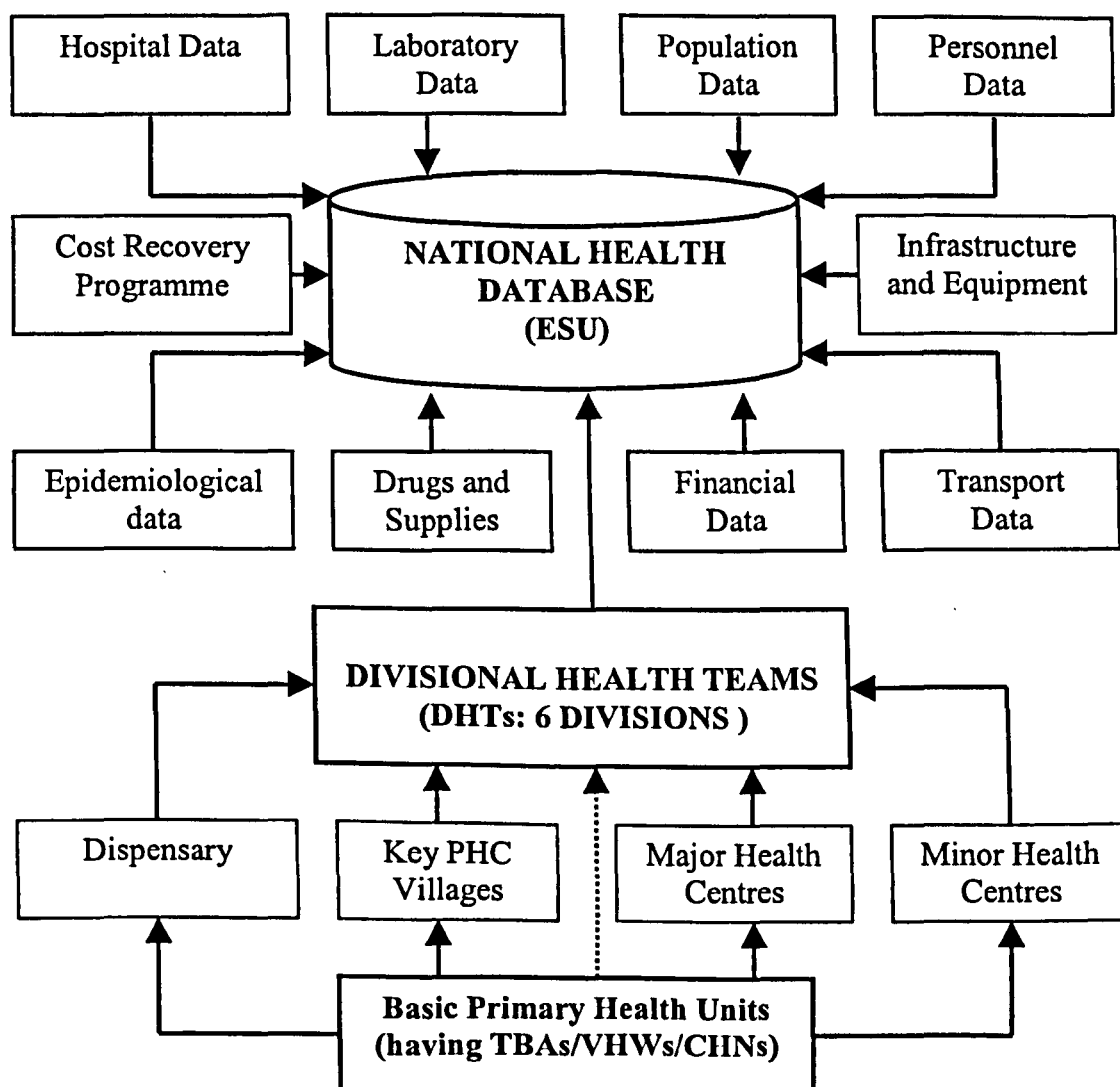 Hospital Data
Laboratory
Data
Population
Data
Personnel
Data
Cost Recovery
Programme
NATIONAL HEALTH
DATABASE
(ESU)
Infrastructure
and Equipment
Epidemiological
data
Drugs and
Supplies
Financial
Data
Transport
Data
DIVISIONAL HEALTH TEAMS
(DHTs: 6 DIVISIONS )
Dispensary
Key PHC
Villages
Major Health
Centres
Minor Health
Centres
Basic Primary Health Units
(having TBAs/VHWs/CHNs)